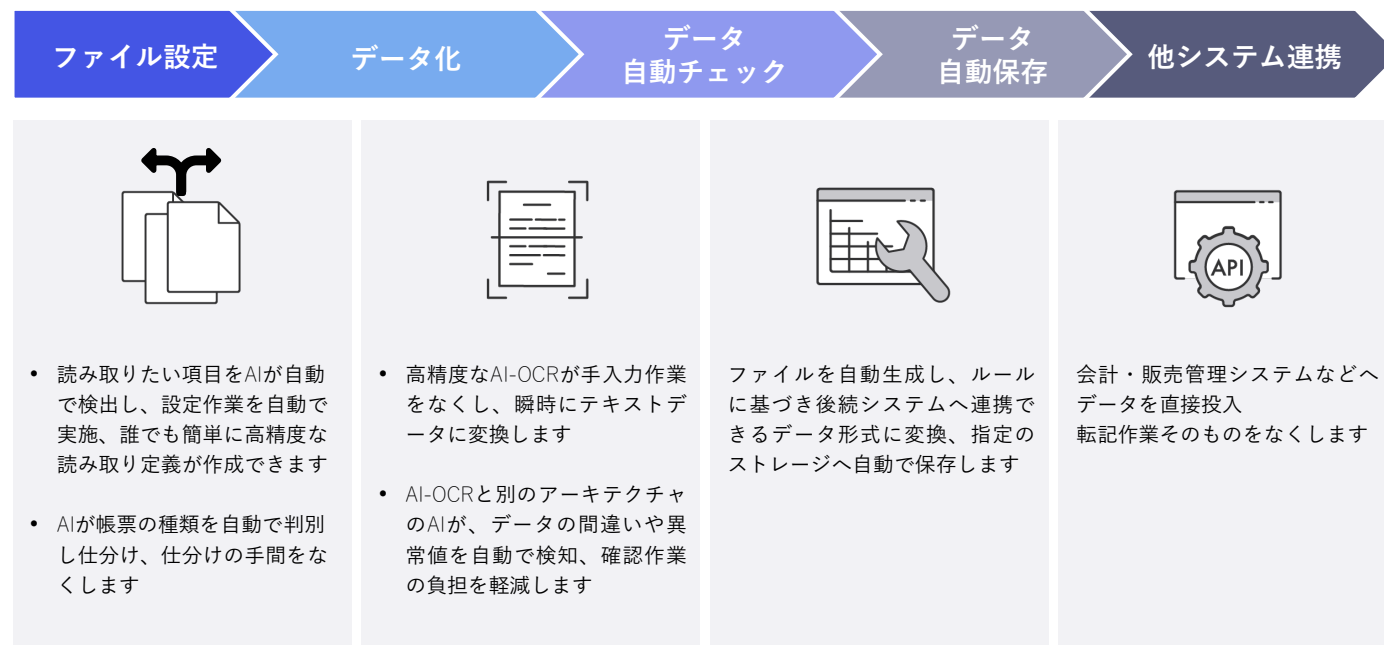 ファイル設定
データ化
データ
自動チェック
データ
自動保存
他システム連携
• 読み取りたい項目をAIが自動
で検出し、設定作業を自動で
実施、誰でも簡単に高精度な
読み取り定義が作成できます
• AIが帳票の種類を自動で判別
し仕分け、仕分けの手間をな
くします
• 高精度なAI-OCRが手入力作業
をなくし、瞬時にテキストデ
ータに変換します
• AI-OCRと別のアーキテクチャ
のAIが、データの間違いや異
常値を自動で検知、確認作業
の負担を軽減します
ファイルを自動生成し、ルール
に基づき後続システムへ連携で
きるデータ形式に変換、指定の
ストレージへ自動で保存します
API
会計・販売管理システムなどへ
データを直接投入
転記作業そのものをなくします